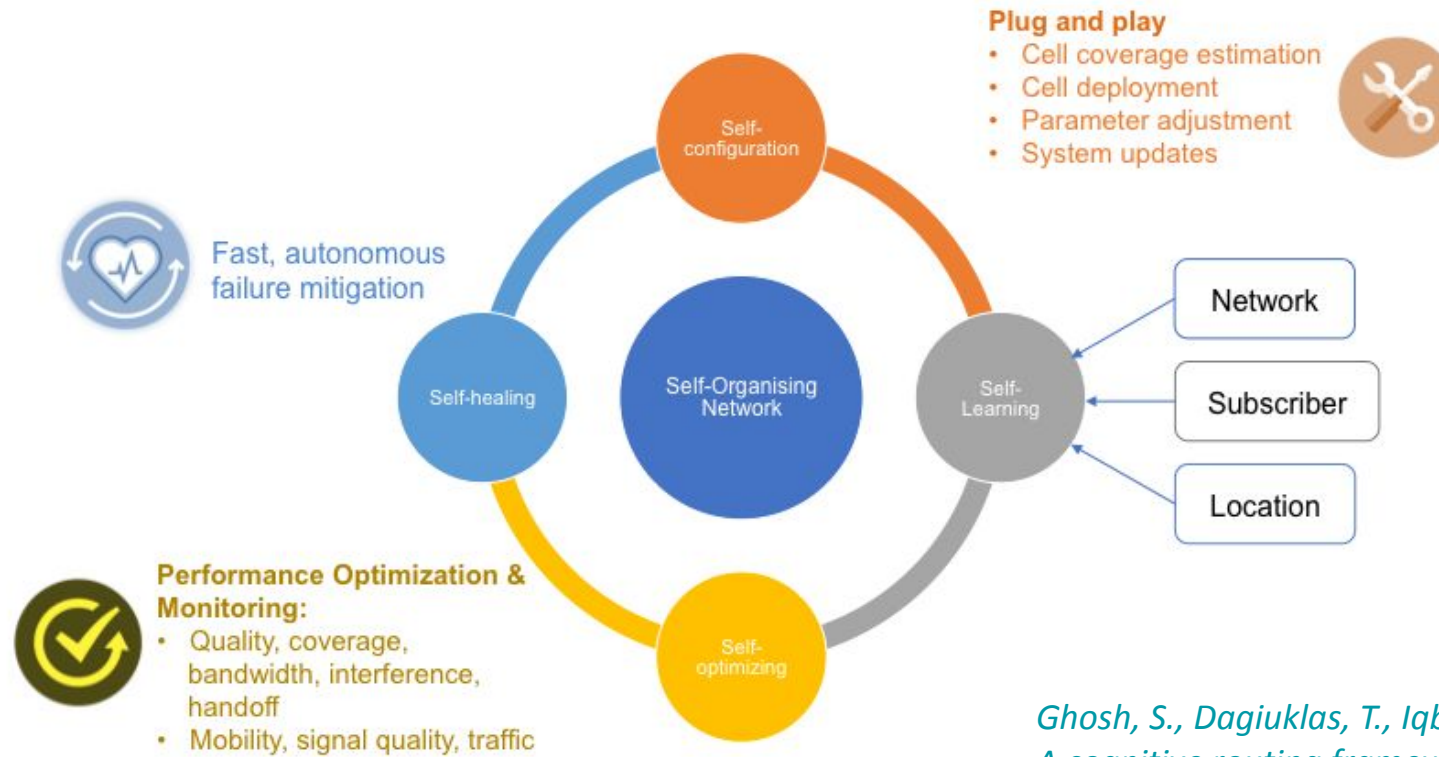 Plug and play
• Cell coverage estimation
• Cell deployment
• Parameter adjustment
• System updates
Self-
configuration
Fast, autonomous
failure mitigation
Self-healing
Self-Organising
Network
Self-
Learning
Network
Subscriber
Location
Performance Optimization &
Monitoring:
• Quality, coverage,
bandwidth, interference,
handoff
• Mobility, signal quality, traffic
Self-
optimizing
Ghosh, S., Dagiuklas, T., Iqb
A cognitive routing